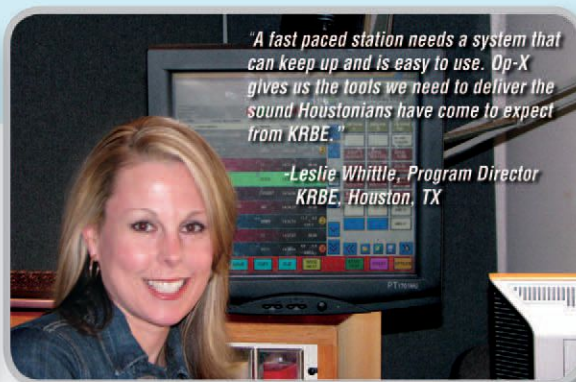 "A fast paced station needs a system that
can keep up and is easy to use. Op-X
gives us the tools we need to deliver the
sound Houstonians have come to expect
from KRBE."
-Leslie Whittle, Program Director
KRBE, Houston, TX